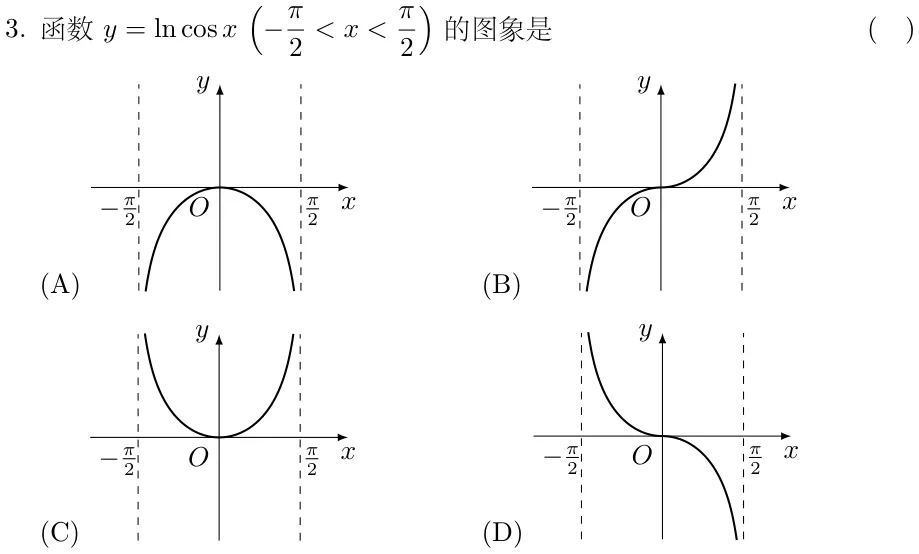 3. 函数 y = ln cos x (−π/2 < x < π/2) 的图象是 ( )
y y
−π/2 O π/2 x −π/2 O π/2 x
(A) (B)
y y
−π/2 O π/2 x −π/2 O π/2 x
(C) (D)